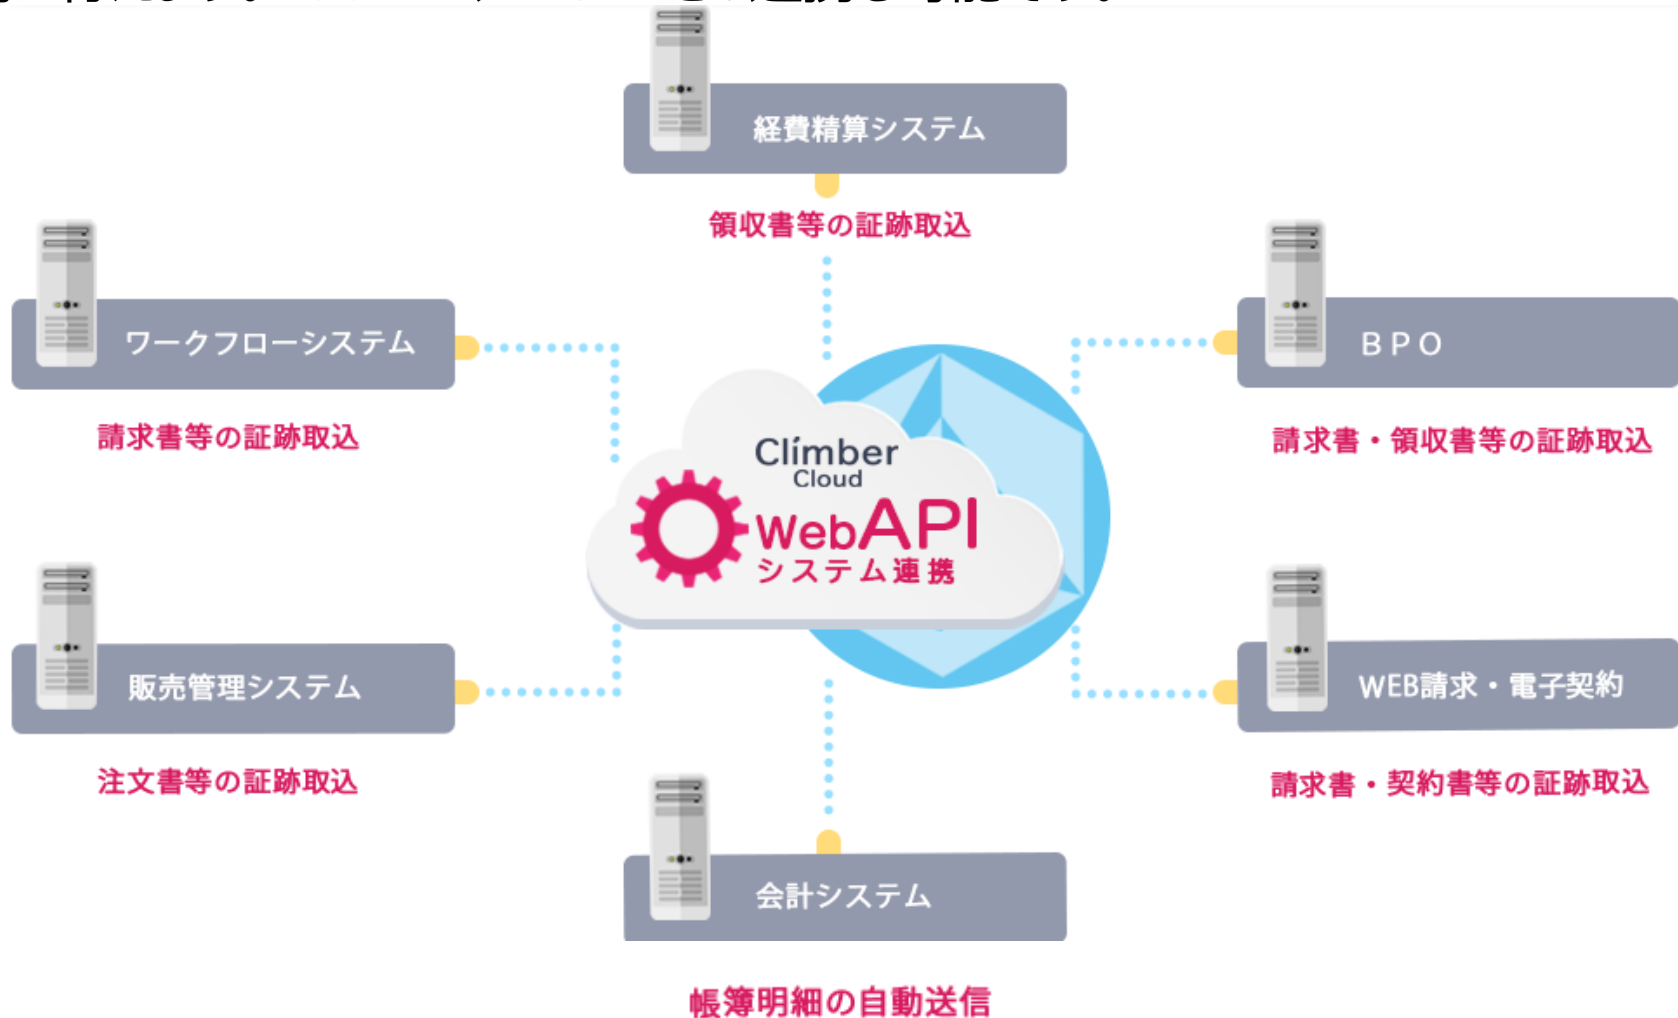 経費精算システム
領収書等の証跡取込
ワークフローシステム
請求書等の証跡取込
BPO
請求書・領収書等の証跡取込
Climber
Cloud
WebAPI
システム連携
販売管理システム
注文書等の証跡取込
WEB請求・電子契約
請求書・契約書等の証跡取込
会計システム
帳簿明細の自動送信